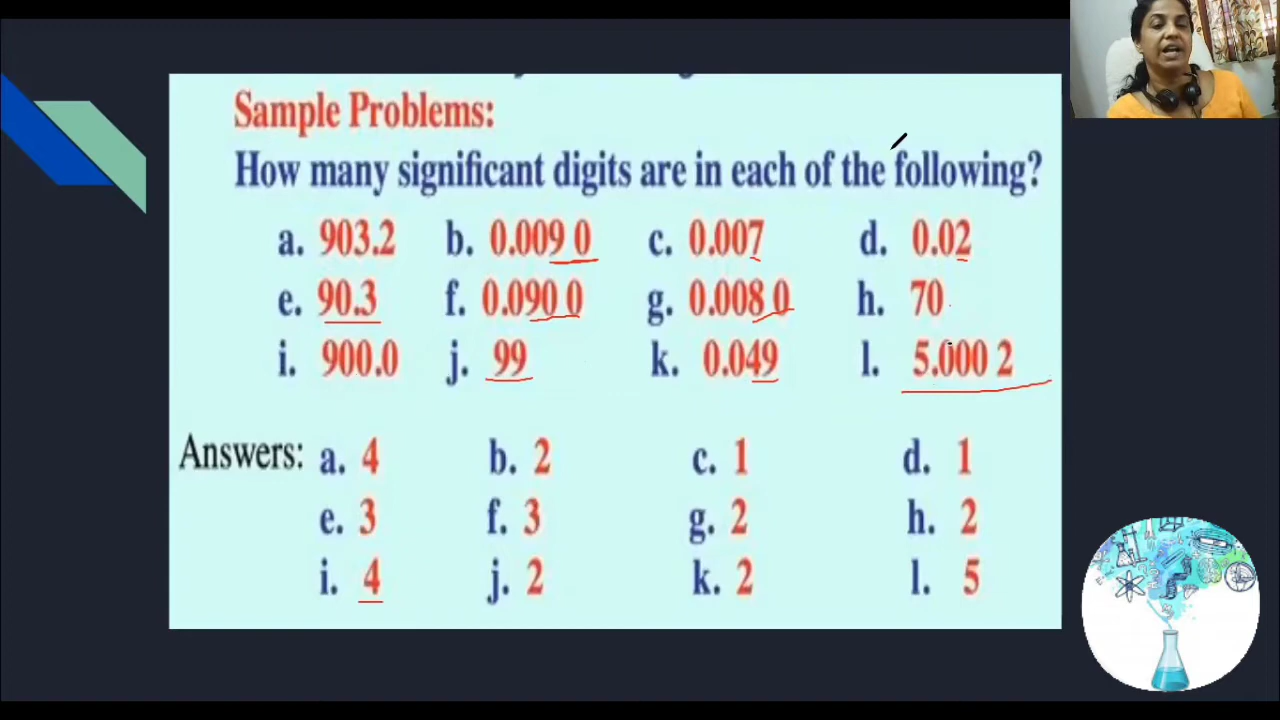 Sample Problems:
How many significant digits are in each of the following?
a. 903.2 b. 0.009 0 c. 0.007 d. 0.02
e. 90.3 f. 0.090 0 g. 0.008 0 h. 70
i. 900.0 j. 99 k. 0.049 l. 5.000 2
Answers: a. 4 b. 2 c. 1 d. 1
e. 3 f. 3 g. 2 h. 2
i. 4 j. 2 k. 2 l. 5